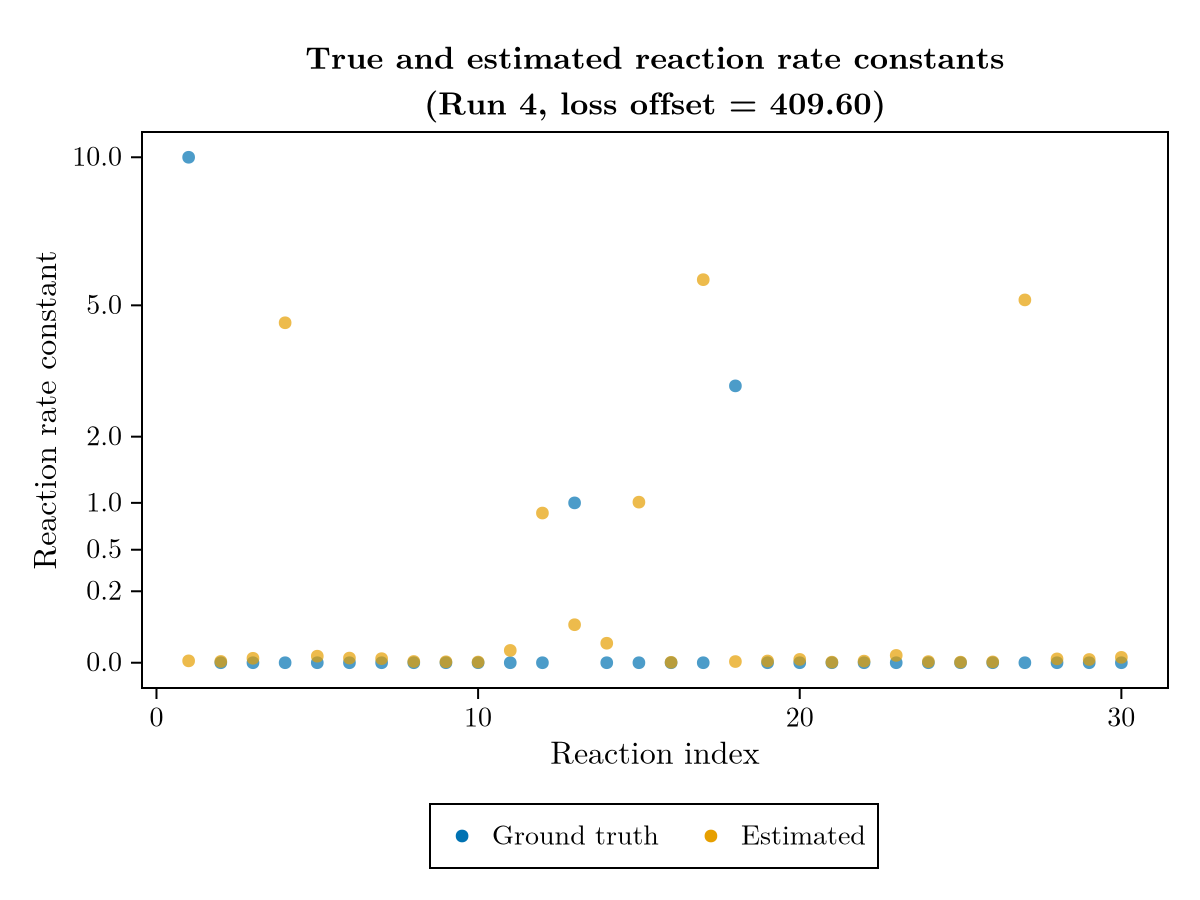 True and estimated reaction rate constants
(Run 4, loss offset = 409.60)
Reaction rate constant
10.0
5.0
2.0
1.0
0.5
0.2
0.0
0 10 20 30
Reaction index
Ground truth Estimated